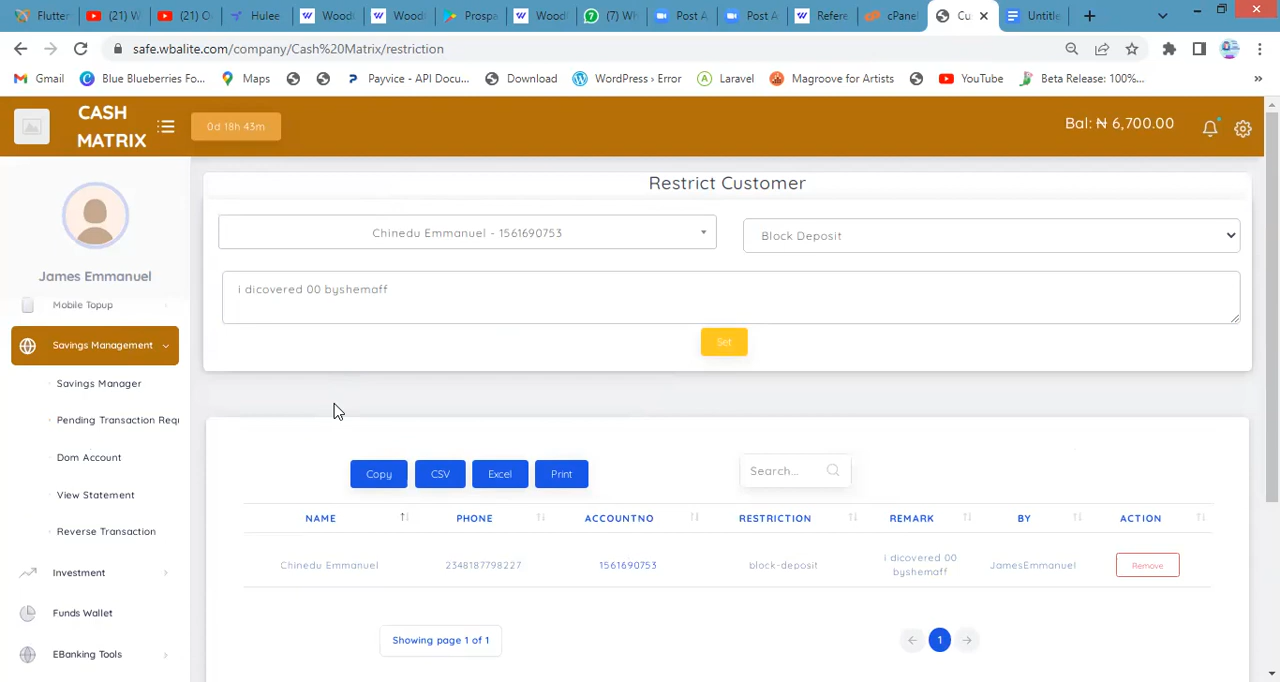 Flutter
(21) W
(21) O
Hulee
Woodi
Wood
Prospa
Woodl
(7) Wh
Post A
Post A
Refere
cPanel
Cu
Untitle
safe.wbalite.com/company/Cash%20Matrix/restriction
Gmail
Blue Blueberries Fo...
Maps
Payvice - API Docu...
Download
WordPress › Error
Laravel
Magroove for Artists
YouTube
Beta Release: 100%...
»
CASH
MATRIX
0d 18h 43m
Bal: ₦ 6,700.00
James Emmanuel
Mobile Topup
Savings Management
Savings Manager
Pending Transaction Requ
Dom Account
View Statement
Reverse Transaction
Investment
Funds Wallet
EBanking Tools
Restrict Customer
Chinedu Emmanuel - 1561690753
Block Deposit
i dicovered 00 byshemaff
Set
Copy
CSV
Excel
Print
Search...
NAME PHONE ACCOUNTNO RESTRICTION REMARK BY ACTION
Chinedu Emmanuel 2348187798227 1561690753 block-deposit i dicovered 00
byshemaff JamesEmmanuel Remove
Showing page 1 of 1
1